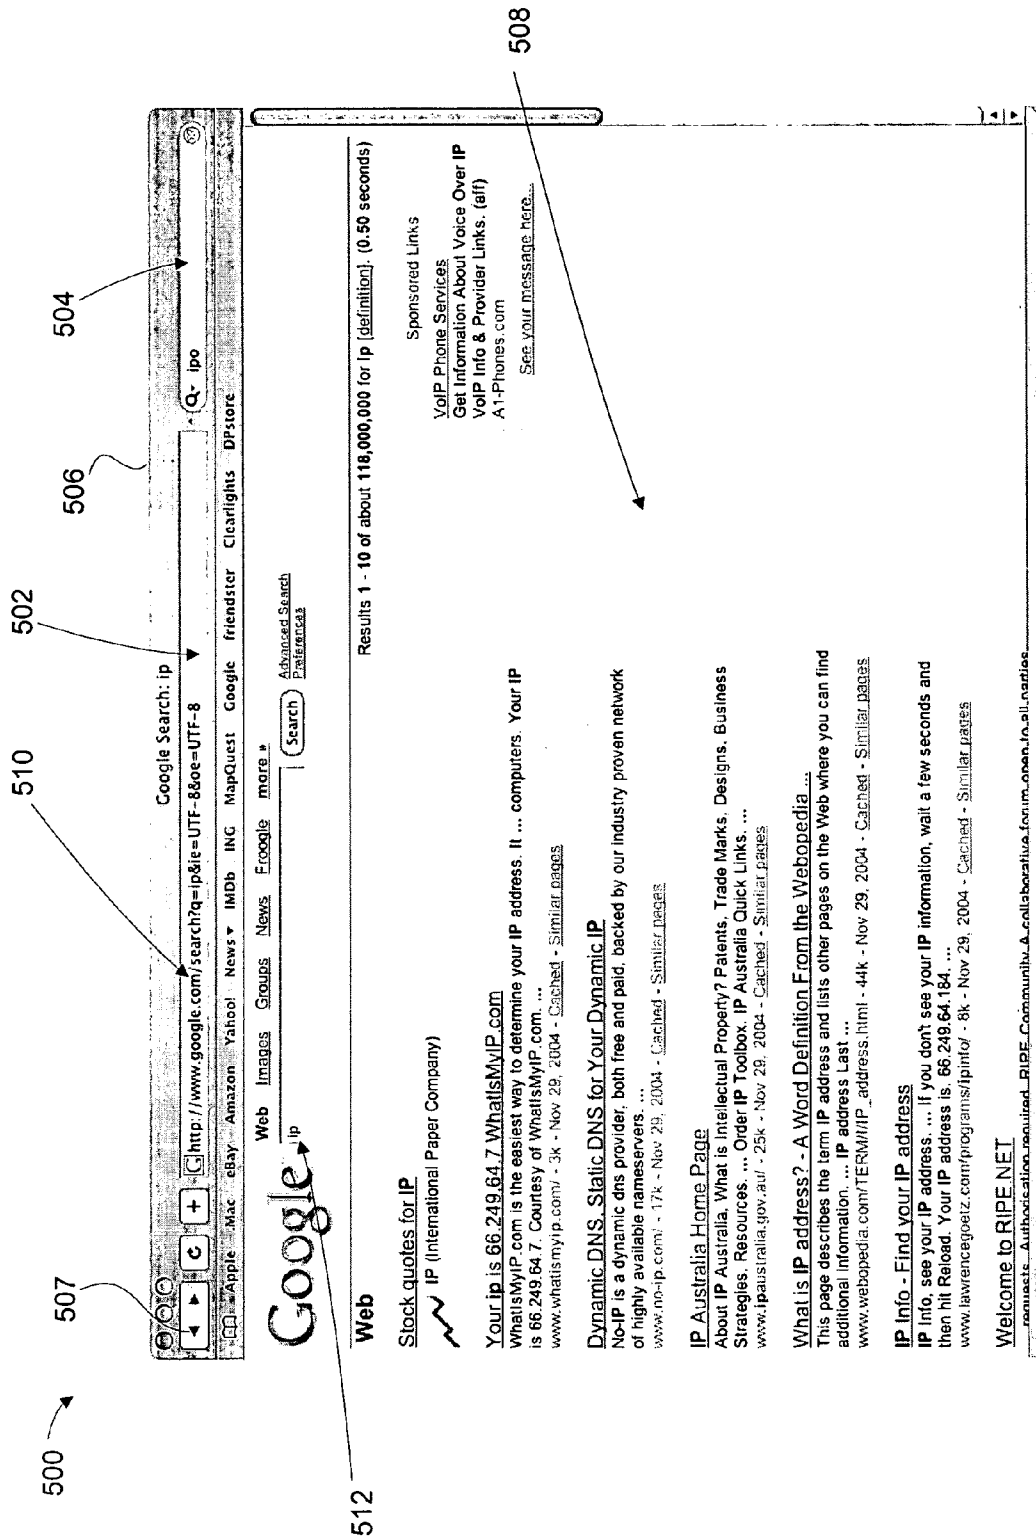 500
507
510
502
506
504
508
512
Google Search: ip
http://www.google.com/search?q=ip&ie=UTF-8&oe=UTF-8
ipo
Apple Mac eBay Amazon Yahoo! News▼ IMDb ING MapQuest Google friendster Clearlights DPstore
Google
Web Images Groups News Froogle more »
ip
Search
Advanced Search
Preferences
Web
Results 1 - 10 of about 118,000,000 for ip [definition]. (0.50 seconds)
Stock quotes for IP
IP (International Paper Company)
Sponsored Links
VoIP Phone Services
Get Information About Voice Over IP
VoIP Info & Provider Links. (aff)
A1-Phones.com
See your message here...
Your ip is 66.249.64.7 WhatIsMyIP.com
WhatIsMyIP.com is the easiest way to determine your IP address. It ... computers. Your IP
is 66.249.64.7. Courtesy of WhatIsMyIP.com. ...
www.whatismyip.com/ - 3k - Nov 29, 2004 - Cached - Similar pages
Dynamic DNS, Static DNS for Your Dynamic IP
No-IP is a dynamic dns provider, both free and paid, backed by our industry proven network
of highly available nameservers. ...
www.no-ip.com/ - 17k - Nov 29, 2004 - Cached - Similar pages
IP Australia Home Page
About IP Australia, What is Intellectual Property? Patents, Trade Marks, Designs, Business
Strategies, Resources. ... Order IP Toolbox. IP Australia Quick Links. ...
www.ipaustralia.gov.au/ - 25k - Nov 29, 2004 - Cached - Similar pages
What is IP address? - A Word Definition From the Webopedia ...
This page describes the term IP address and lists other pages on the Web where you can find
additional information. ... IP address Last ...
www.webopedia.com/TERM/I/IP_address.html - 44k - Nov 29, 2004 - Cached - Similar pages
IP Info - Find your IP address
IP Info, see your IP address. ... If you don't see your IP information, wait a few seconds and
then hit Reload. Your IP address is. 66.249.64.184. ...
www.lawrencegoetz.com/programs/ipinfo/ - 8k - Nov 29, 2004 - Cached - Similar pages
Welcome to RIPE.NET
requests. Authorisation required. RIPE Community. A collaborative forum open to all parties